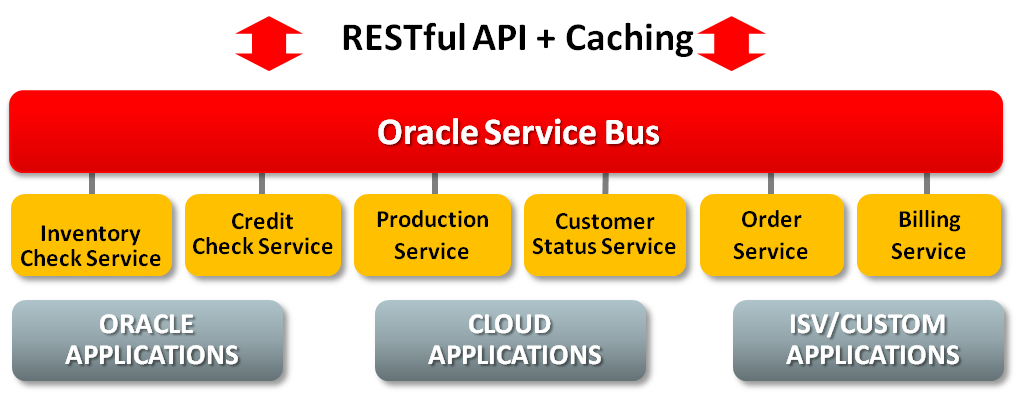 RESTful API + Caching
Oracle Service Bus
Inventory
Check Service
Credit
Check Service
Production
Service
Customer
Status Service
Order
Service
Billing
Service
ORACLE
APPLICATIONS
CLOUD
APPLICATIONS
ISV/CUSTOM
APPLICATIONS